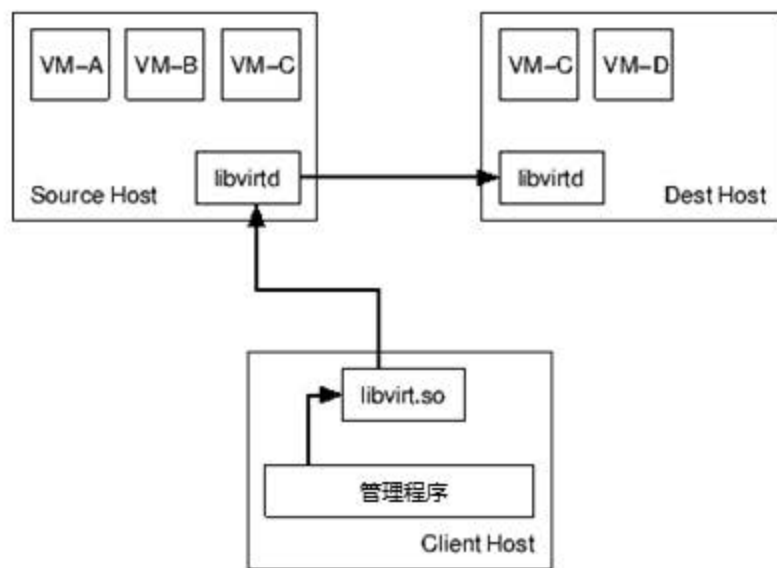 VM-A
VM-B
VM-C
libvirtd
Source Host
VM-C
VM-D
libvirtd
Dest Host
libvirt.so
管理程序
Client Host